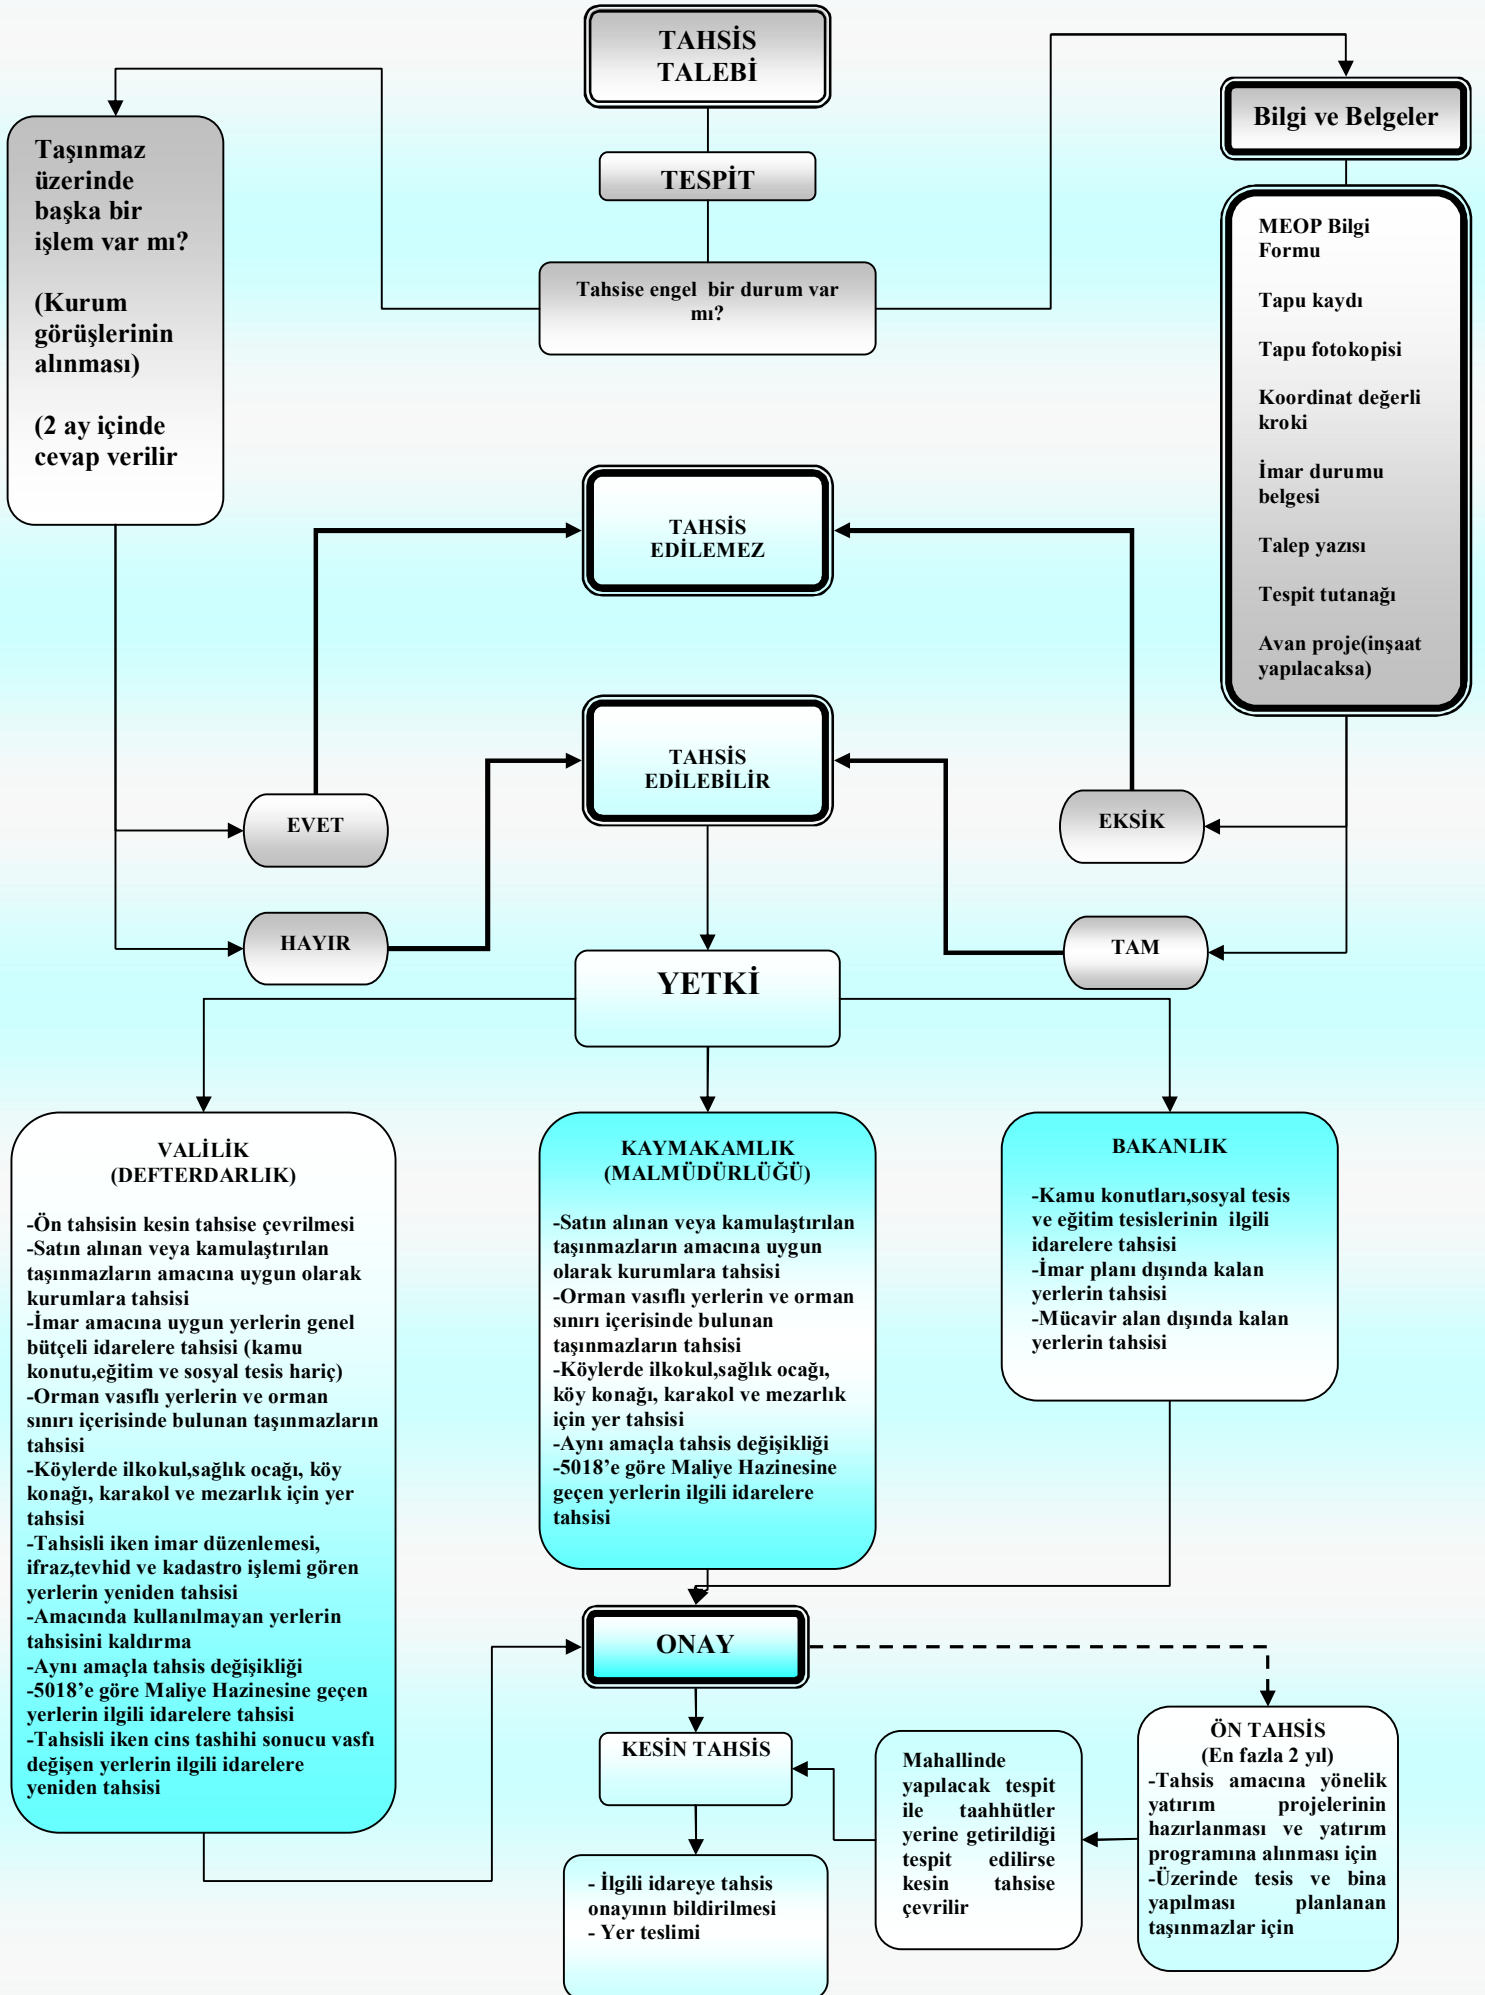 TAHSİS
TALEBİ
Bilgi ve Belgeler
Taşınmaz
üzerinde
başka bir
işlem var mı?
(Kurum
görüşlerinin
alınması)
(2 ay içinde
cevap verilir
TESPİT
Tahsise engel  bir durum var
mı?
MEOP Bilgi
Formu
Tapu kaydı
Tapu fotokopisi
Koordinat değerli
kroki
İmar durumu
belgesi
Talep yazısı
Tespit tutanağı
Avan proje(inşaat
yapılacaksa)
TAHSİS
EDİLEMEZ
TAHSİS
EDİLEBİLİR
EVET
EKSİK
HAYIR
TAM
YETKİ
VALİLİK
(DEFTERDARLIK)
-Ön tahsisin kesin tahsise çevrilmesi
-Satın alınan veya kamulaştırılan
taşınmazların amacına uygun olarak
kurumlara tahsisi
-İmar amacına uygun yerlerin genel
bütçeli idarelere tahsisi (kamu
konutu,eğitim ve sosyal tesis hariç)
-Orman vasıflı yerlerin ve orman
sınırı içerisinde bulunan taşınmazların
tahsisi
-Köylerde ilkokul,sağlık ocağı, köy
konağı, karakol ve mezarlık için yer
tahsisi
-Tahsisli iken imar düzenlemesi,
ifraz,tevhid ve kadastro işlemi gören
yerlerin yeniden tahsisi
-Amacında kullanılmayan yerlerin
tahsisini kaldırma
-Aynı amaçla tahsis değişikliği
-5018’e göre Maliye Hazinesine geçen
yerlerin ilgili idarelere tahsisi
-Tahsisli iken cins tashihi sonucu vasfı
değişen yerlerin ilgili idarelere
yeniden tahsisi
KAYMAKAMLIK
(MALMÜDÜRLÜĞÜ)
-Satın alınan veya kamulaştırılan
taşınmazların amacına uygun
olarak kurumlara tahsisi
-Orman vasıflı yerlerin ve orman
sınırı içerisinde bulunan
taşınmazların tahsisi
-Köylerde ilkokul,sağlık ocağı,
köy konağı, karakol ve mezarlık
için yer tahsisi
-Aynı amaçla tahsis değişikliği
-5018’e göre Maliye Hazinesine
geçen yerlerin ilgili idarelere
tahsisi
BAKANLIK
-Kamu konutları,sosyal tesis
ve eğitim tesislerinin  ilgili
idarelere tahsisi
-İmar planı dışında kalan
yerlerin tahsisi
-Mücavir alan dışında kalan
yerlerin tahsisi
ONAY
KESİN TAHSİS
- İlgili idareye tahsis
onayının bildirilmesi
- Yer teslimi
Mahallinde
yapılacak tespit
ile taahhütler
yerine getirildiği
tespit edilirse
kesin tahsise
çevrilir
ÖN TAHSİS
(En fazla 2 yıl)
-Tahsis amacına yönelik
yatırım projelerinin
hazırlanması ve yatırım
programına alınması için
-Üzerinde tesis ve bina
yapılması planlanan
taşınmazlar için